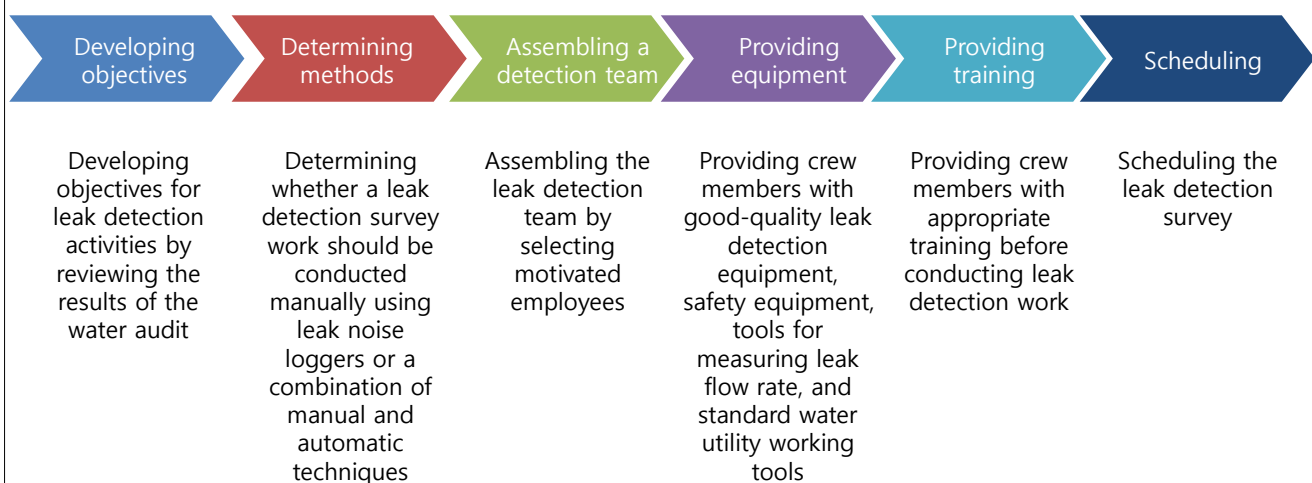 Developing
objectives
Determining
methods
Assembling a
detection team
Providing
equipment
Providing
training
Scheduling
Developing
objectives for
leak detection
activities by
reviewing the
results of the
water audit
Determining
whether a leak
detection survey
work should be
conducted
manually using
leak noise
loggers or a
combination of
manual and
automatic
techniques
Assembling the
leak detection
team by
selecting
motivated
employees
Providing crew
members with
good-quality leak
detection
equipment,
safety equipment,
tools for
measuring leak
flow rate, and
standard water
utility working
tools
Providing crew
members with
appropriate
training before
conducting leak
detection work
Scheduling the
leak detection
survey